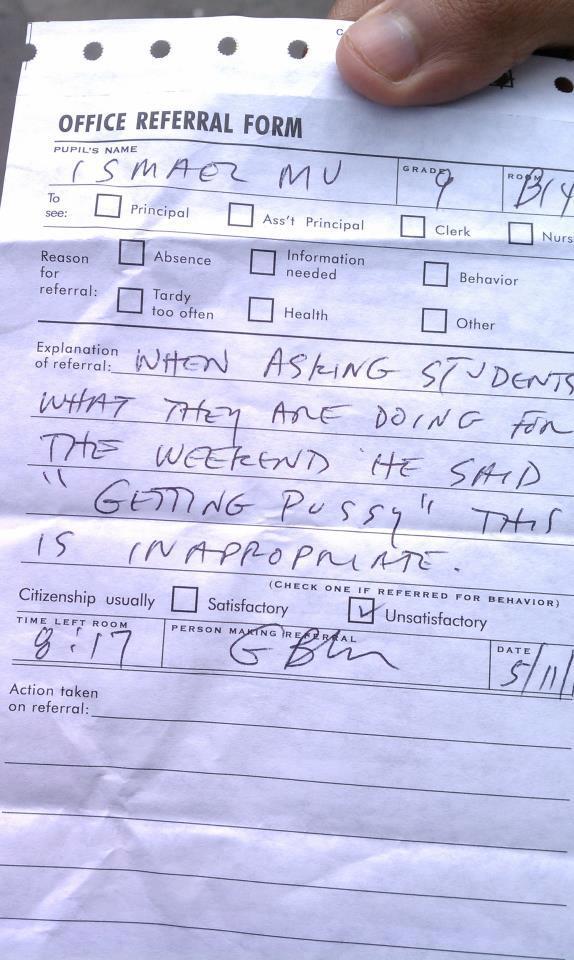 OFFICE REFERRAL FORM
PUPIL'S NAME GRADE ROOM
ISMAEL MU 9 B14
To see: Principal Ass't Principal Clerk Nurs
Reason for referral: Absence Information needed Behavior
Tardy too often Health Other
Explanation of referral: WHEN ASKING STUDENTS
WHAT THEY ARE DOING FOR
THE WEEKEND HE SAID
"GETTING PUSSY" THIS
IS INAPROPRIATE.
(CHECK ONE IF REFERRED FOR BEHAVIOR)
Citizenship usually Satisfactory Unsatisfactory
TIME LEFT ROOM PERSON MAKING REFERRAL DATE
8:17 5/11/
Action taken
on referral: